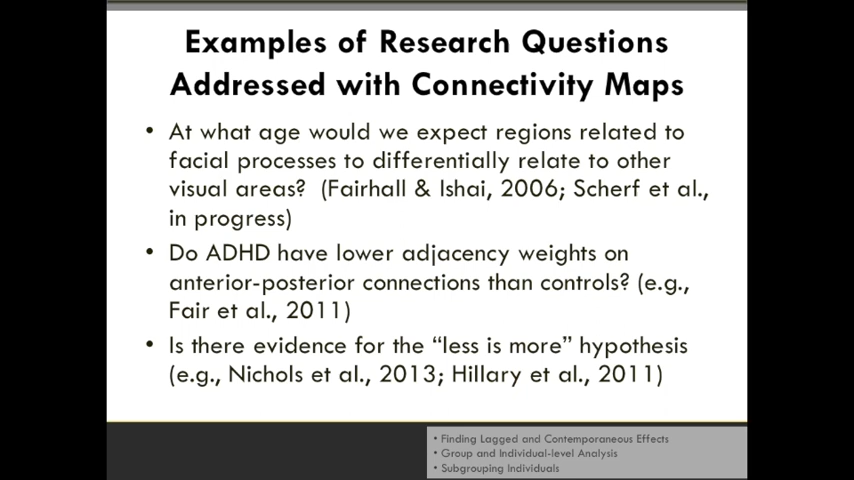 Examples of Research Questions
Addressed with Connectivity Maps
• At what age would we expect regions related to
facial processes to differentially relate to other
visual areas? (Fairhall & Ishai, 2006; Scherf et al.,
in progress)
• Do ADHD have lower adjacency weights on
anterior-posterior connections than controls? (e.g.,
Fair et al., 2011)
• Is there evidence for the “less is more” hypothesis
(e.g., Nichols et al., 2013; Hillary et al., 2011)
• Finding Lagged and Contemporaneous Effects
• Group and Individual-level Analysis
• Subgrouping Individuals